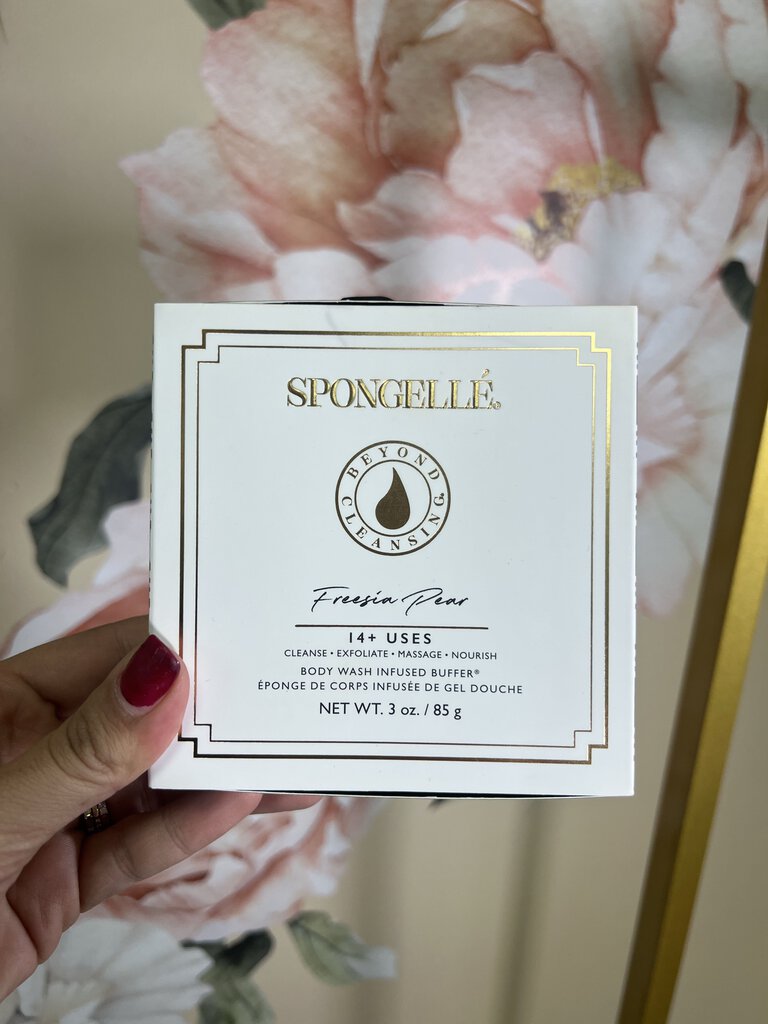 SPONGELLÉ®
BEYOND
CLEANSING®
Freesia Pear
14+ USES
CLEANSE • EXFOLIATE • MASSAGE • NOURISH
BODY WASH INFUSED BUFFER®
ÉPONGE DE CORPS INFUSÉE DE GEL DOUCHE
NET WT. 3 oz. / 85 g